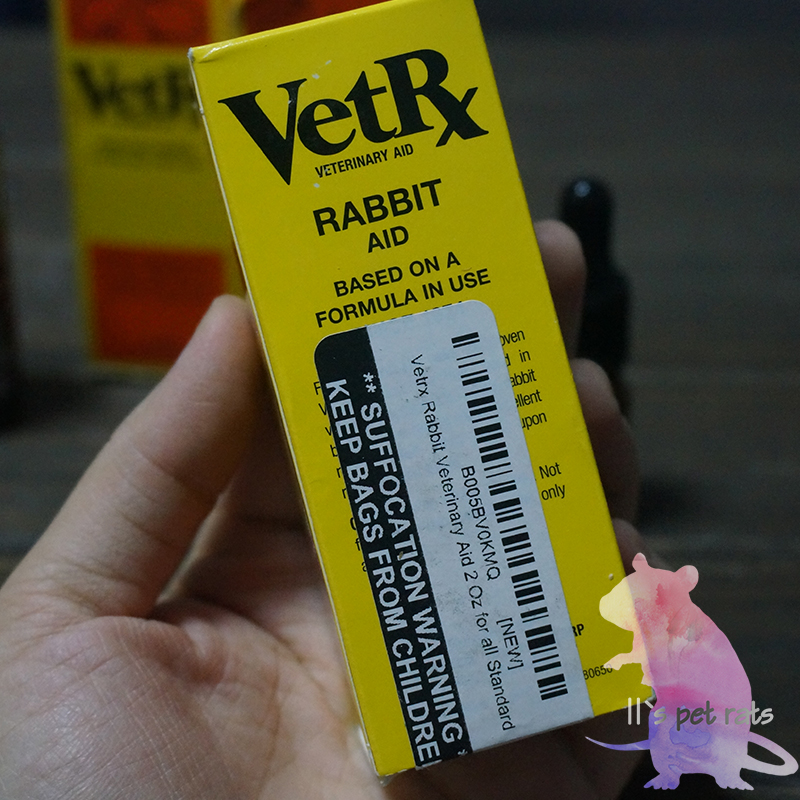 VetRx
VETERINARY AID
RABBIT
AID
BASED ON A
FORMULA IN USE
oven
d in
abbit
ellent
upon
Not
only
** SUFFOCATION WARNING *
KEEP BAGS FROM CHILDRE
Vetrx Rabbit Veterinary Aid 2 Oz for all Standard
B005BV0KMQ [NEW]
RP
VetRx
ll`s pet rats